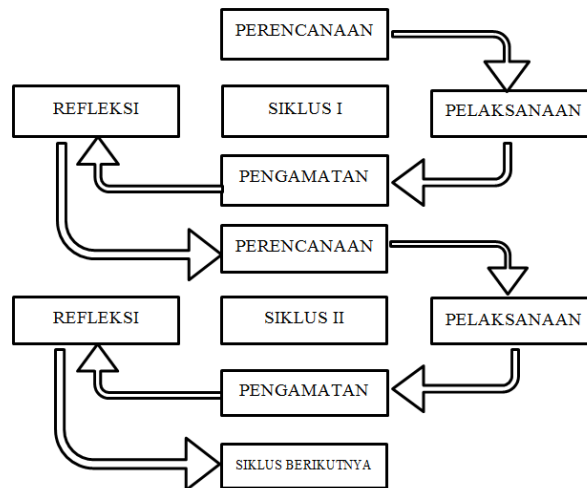 PERENCANAAN
REFLEKSI
SIKLUS I
PELAKSANAAN
PENGAMATAN
PERENCANAAN
REFLEKSI
SIKLUS II
PELAKSANAAN
PENGAMATAN
SIKLUS BERIKUTNYA